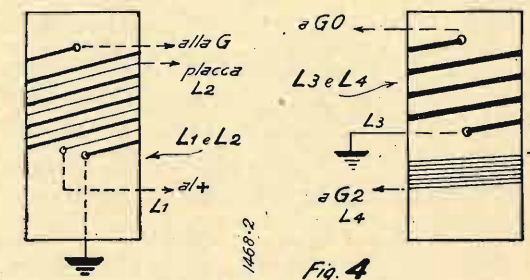 alla G
placca
L2
L1 e L2
al+
L1
a G0
L3 e L4
L3
a G2
L4
1468·2
Fig. 4